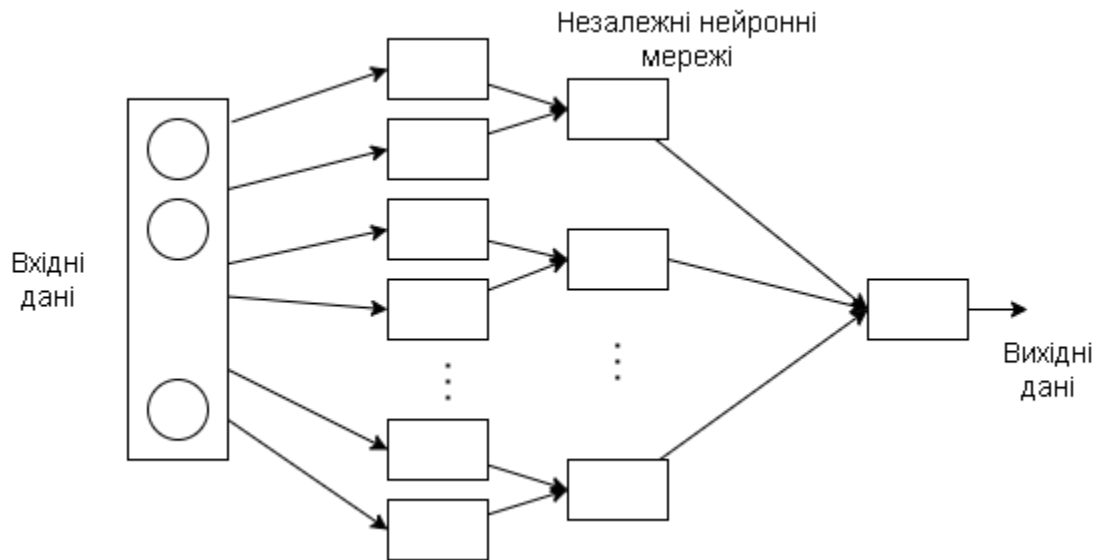 Незалежні нейронні
мережі
Вхідні
дані
Вихідні
дані